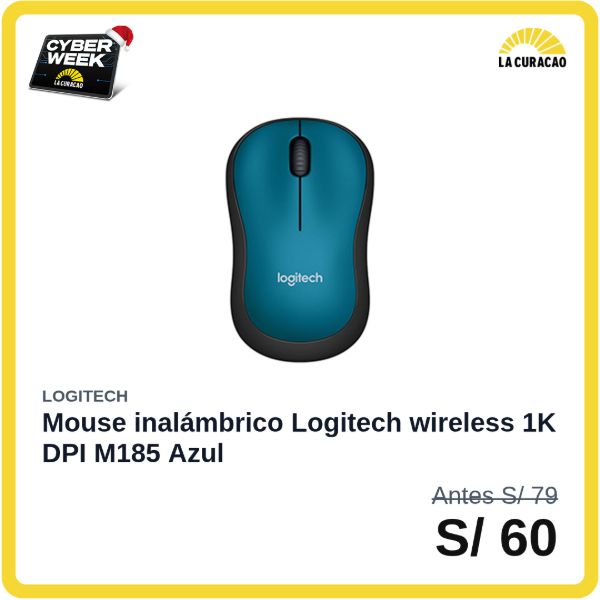 CYBER
WEEK
LA CURACAO
LA CURACAO
logitech
LOGITECH
Mouse inalámbrico Logitech wireless 1K
DPI M185 Azul
Antes S/ 79
S/ 60